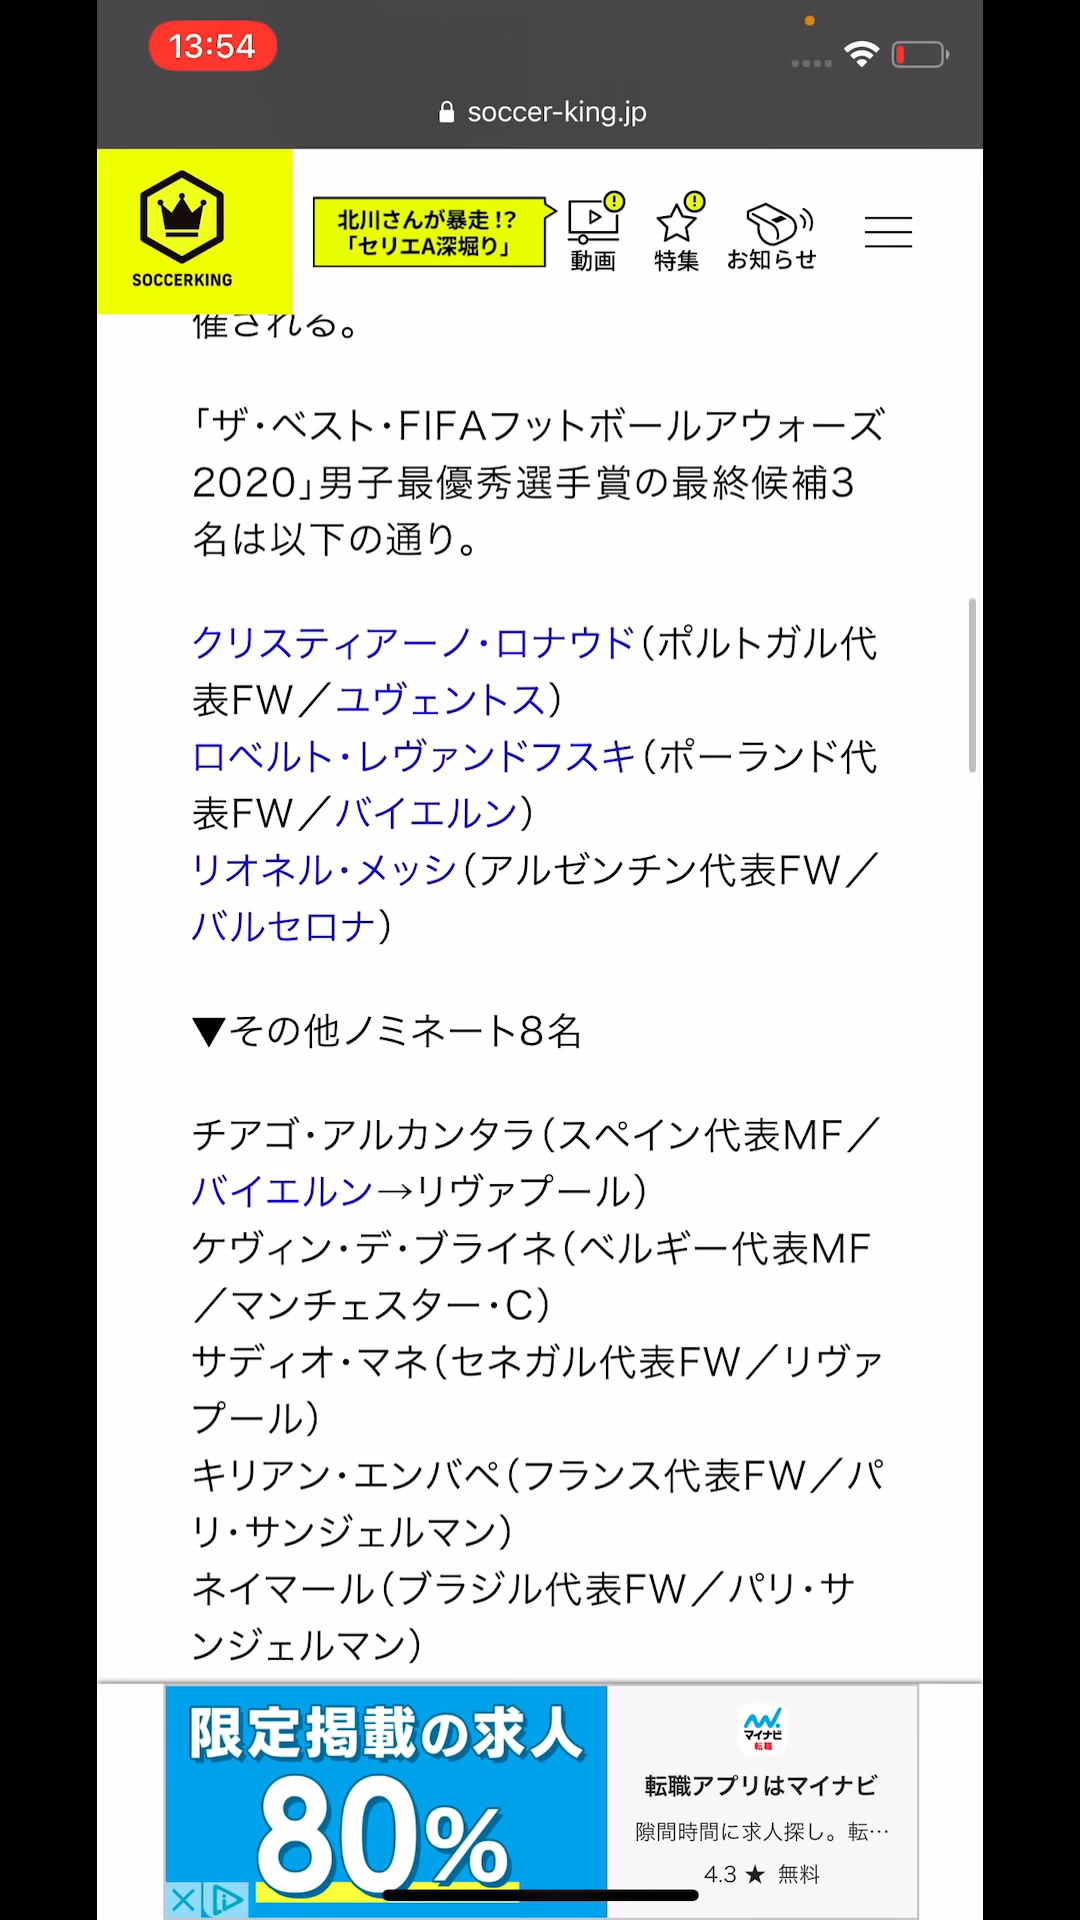 13:54
soccer-king.jp
SOCCERKING
北川さんが暴走!?
「セリエA深堀り」
動画
特集
お知らせ
催される。
「ザ・ベスト・FIFAフットボールアウォーズ
2020」男子最優秀選手賞の最終候補3
名は以下の通り。
クリスティアーノ・ロナウド(ポルトガル代
表FW／ユヴェントス)
ロベルト・レヴァンドフスキ(ポーランド代
表FW／バイエルン)
リオネル・メッシ(アルゼンチン代表FW／
バルセロナ)
▼その他ノミネート8名
チアゴ・アルカンタラ(スペイン代表MF／
バイエルン→リヴァプール)
ケヴィン・デ・ブライネ(ベルギー代表MF
／マンチェスター・C)
サディオ・マネ(セネガル代表FW／リヴァ
プール)
キリアン・エンバペ(フランス代表FW／パ
リ・サンジェルマン)
ネイマール(ブラジル代表FW／パリ・サ
ンジェルマン)
限定掲載の求人
80%
マイナビ
転職
転職アプリはマイナビ
隙間時間に求人探し。転…
4.3 ★ 無料